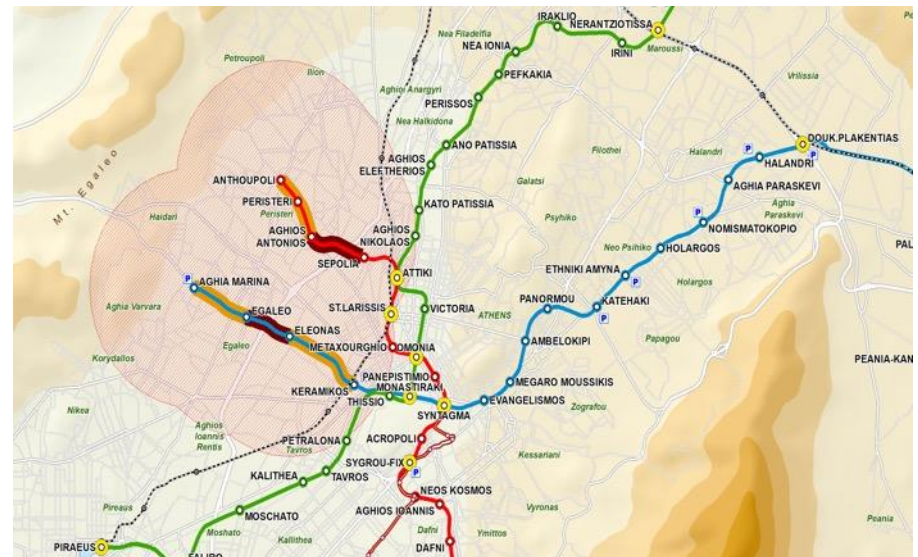 IRAKLIO
NERANTZIOTISSA
Nea Filadelfia
NEA IONIA
IRINI
Maroussi
Petroupoli
Ilion
PEFKAKIA
Aghioi Anargyri
Vrilissia
PERISSOS
Nea Halkidona
DOUK.PLAKENTIAS
P
P
Mt. Egaleo
ANO PATISSIA
Pilothei
Halandri
HALANDRI
AGHIOS
ELEFTHERIOS
ANTHOUPOLI
Galatsi
AGHIA PARASKEVI
PERISTERI
Peristeri
KATO PATISSIA
Aghia
Paraskevi
Haidari
Psyhiko
P
NOMISMATOKOPIO
AGHIOS
ANTONIOS
AGHIOS
NIKOLAOS
Neo Psihiko
HOLARGOS
PAL
SEPOLIA
ATTIKI
ETHNIKI AMYNA
P
Holargos
P
AGHIA MARINA
PANORMOU
KATEHAKI
P
Aghia Varvara
EGALEO
ST.LARISSIS
VICTORIA
ATHENS
ELEONAS
Papagou
Egaleo
METAXOURGHIO
OMONIA
AMBELOKIPI
Korydallos
PEANIA-KAN
PANEPISTIMIO
KERAMIKOS
MONASTIRAKI
MEGARO MOUSSIKIS
THISSIO
EVANGELISMOS
Nikea
SYNTAGMA
Zografou
Aghios
Ioannis
Rentis
PETRALONA
Tavros
ACROPOLI
Kessariani
SYGROU-FIX
P
KALITHEA
TAVROS
NEOS KOSMOS
Pireaus
AGHIOS IOANNIS
Vyronas
MOSCHATO
Peania
Moshato
Kallithea
Dafni
Ymittos
PIRAEUS
DAFNI
FALIRO